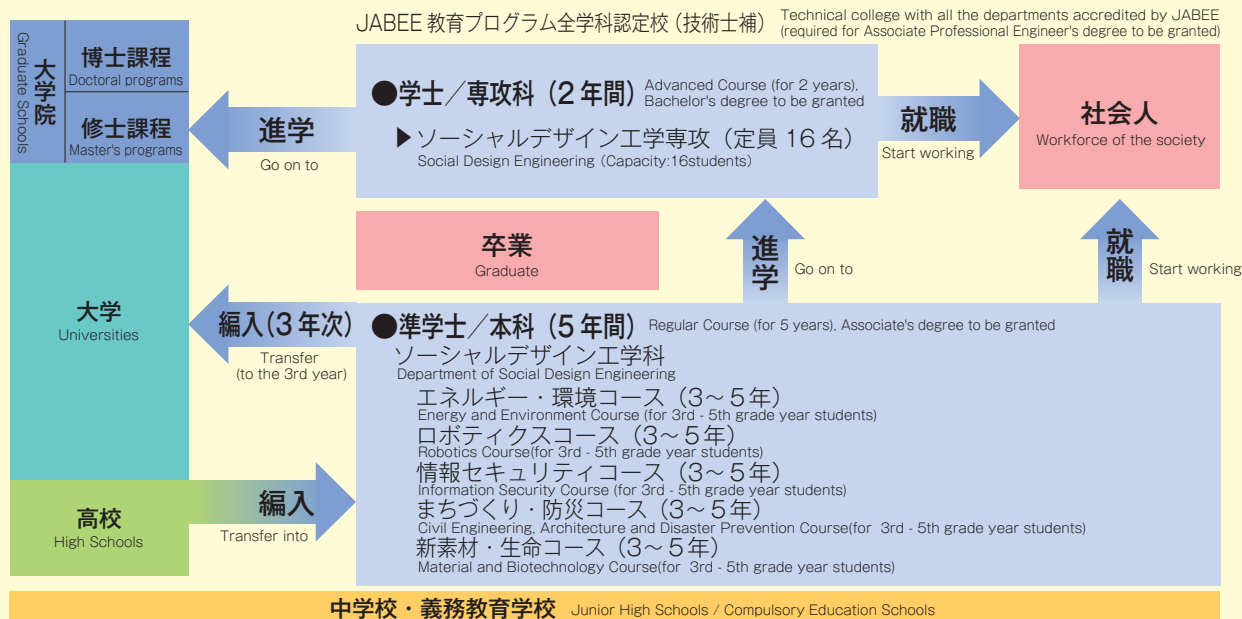 JABEE 教育プログラム全学科認定校 (技術士補)
Technical college with all the departments accredited by JABEE
(required for Associate Professional Engineer's degree to be granted)
大学院
Graduate Schools
博士課程
Doctoral programs
修士課程
Master's programs
進学
Go on to
●学士／専攻科（2 年間）
Advanced Course (for 2 years),
Bachelor's degree to be granted
▶ソーシャルデザイン工学専攻（定員 16 名）
Social Design Engineering (Capacity:16students)
就職
Start working
社会人
Workforce of the society
卒業
Graduate
進学
Go on to
就職
Start working
大学
Universities
編入(3 年次)
Transfer
(to the 3rd year)
●準学士／本科（5 年間）
Regular Course (for 5 years), Associate's degree to be granted
ソーシャルデザイン工学科
Department of Social Design Engineering
エネルギー・環境コース（3～5 年）
Energy and Environment Course (for 3rd - 5th grade year students)
ロボティクスコース（3～5 年）
Robotics Course(for 3rd - 5th grade year students)
情報セキュリティコース（3～5 年）
Information Security Course (for 3rd - 5th grade year students)
まちづくり・防災コース（3～5 年）
Civil Engineering, Architecture and Disaster Prevention Course(for 3rd - 5th grade year students)
新素材・生命コース（3～5 年）
Material and Biotechnology Course(for 3rd - 5th grade year students)
高校
High Schools
編入
Transfer into
中学校・義務教育学校 Junior High Schools / Compulsory Education Schools